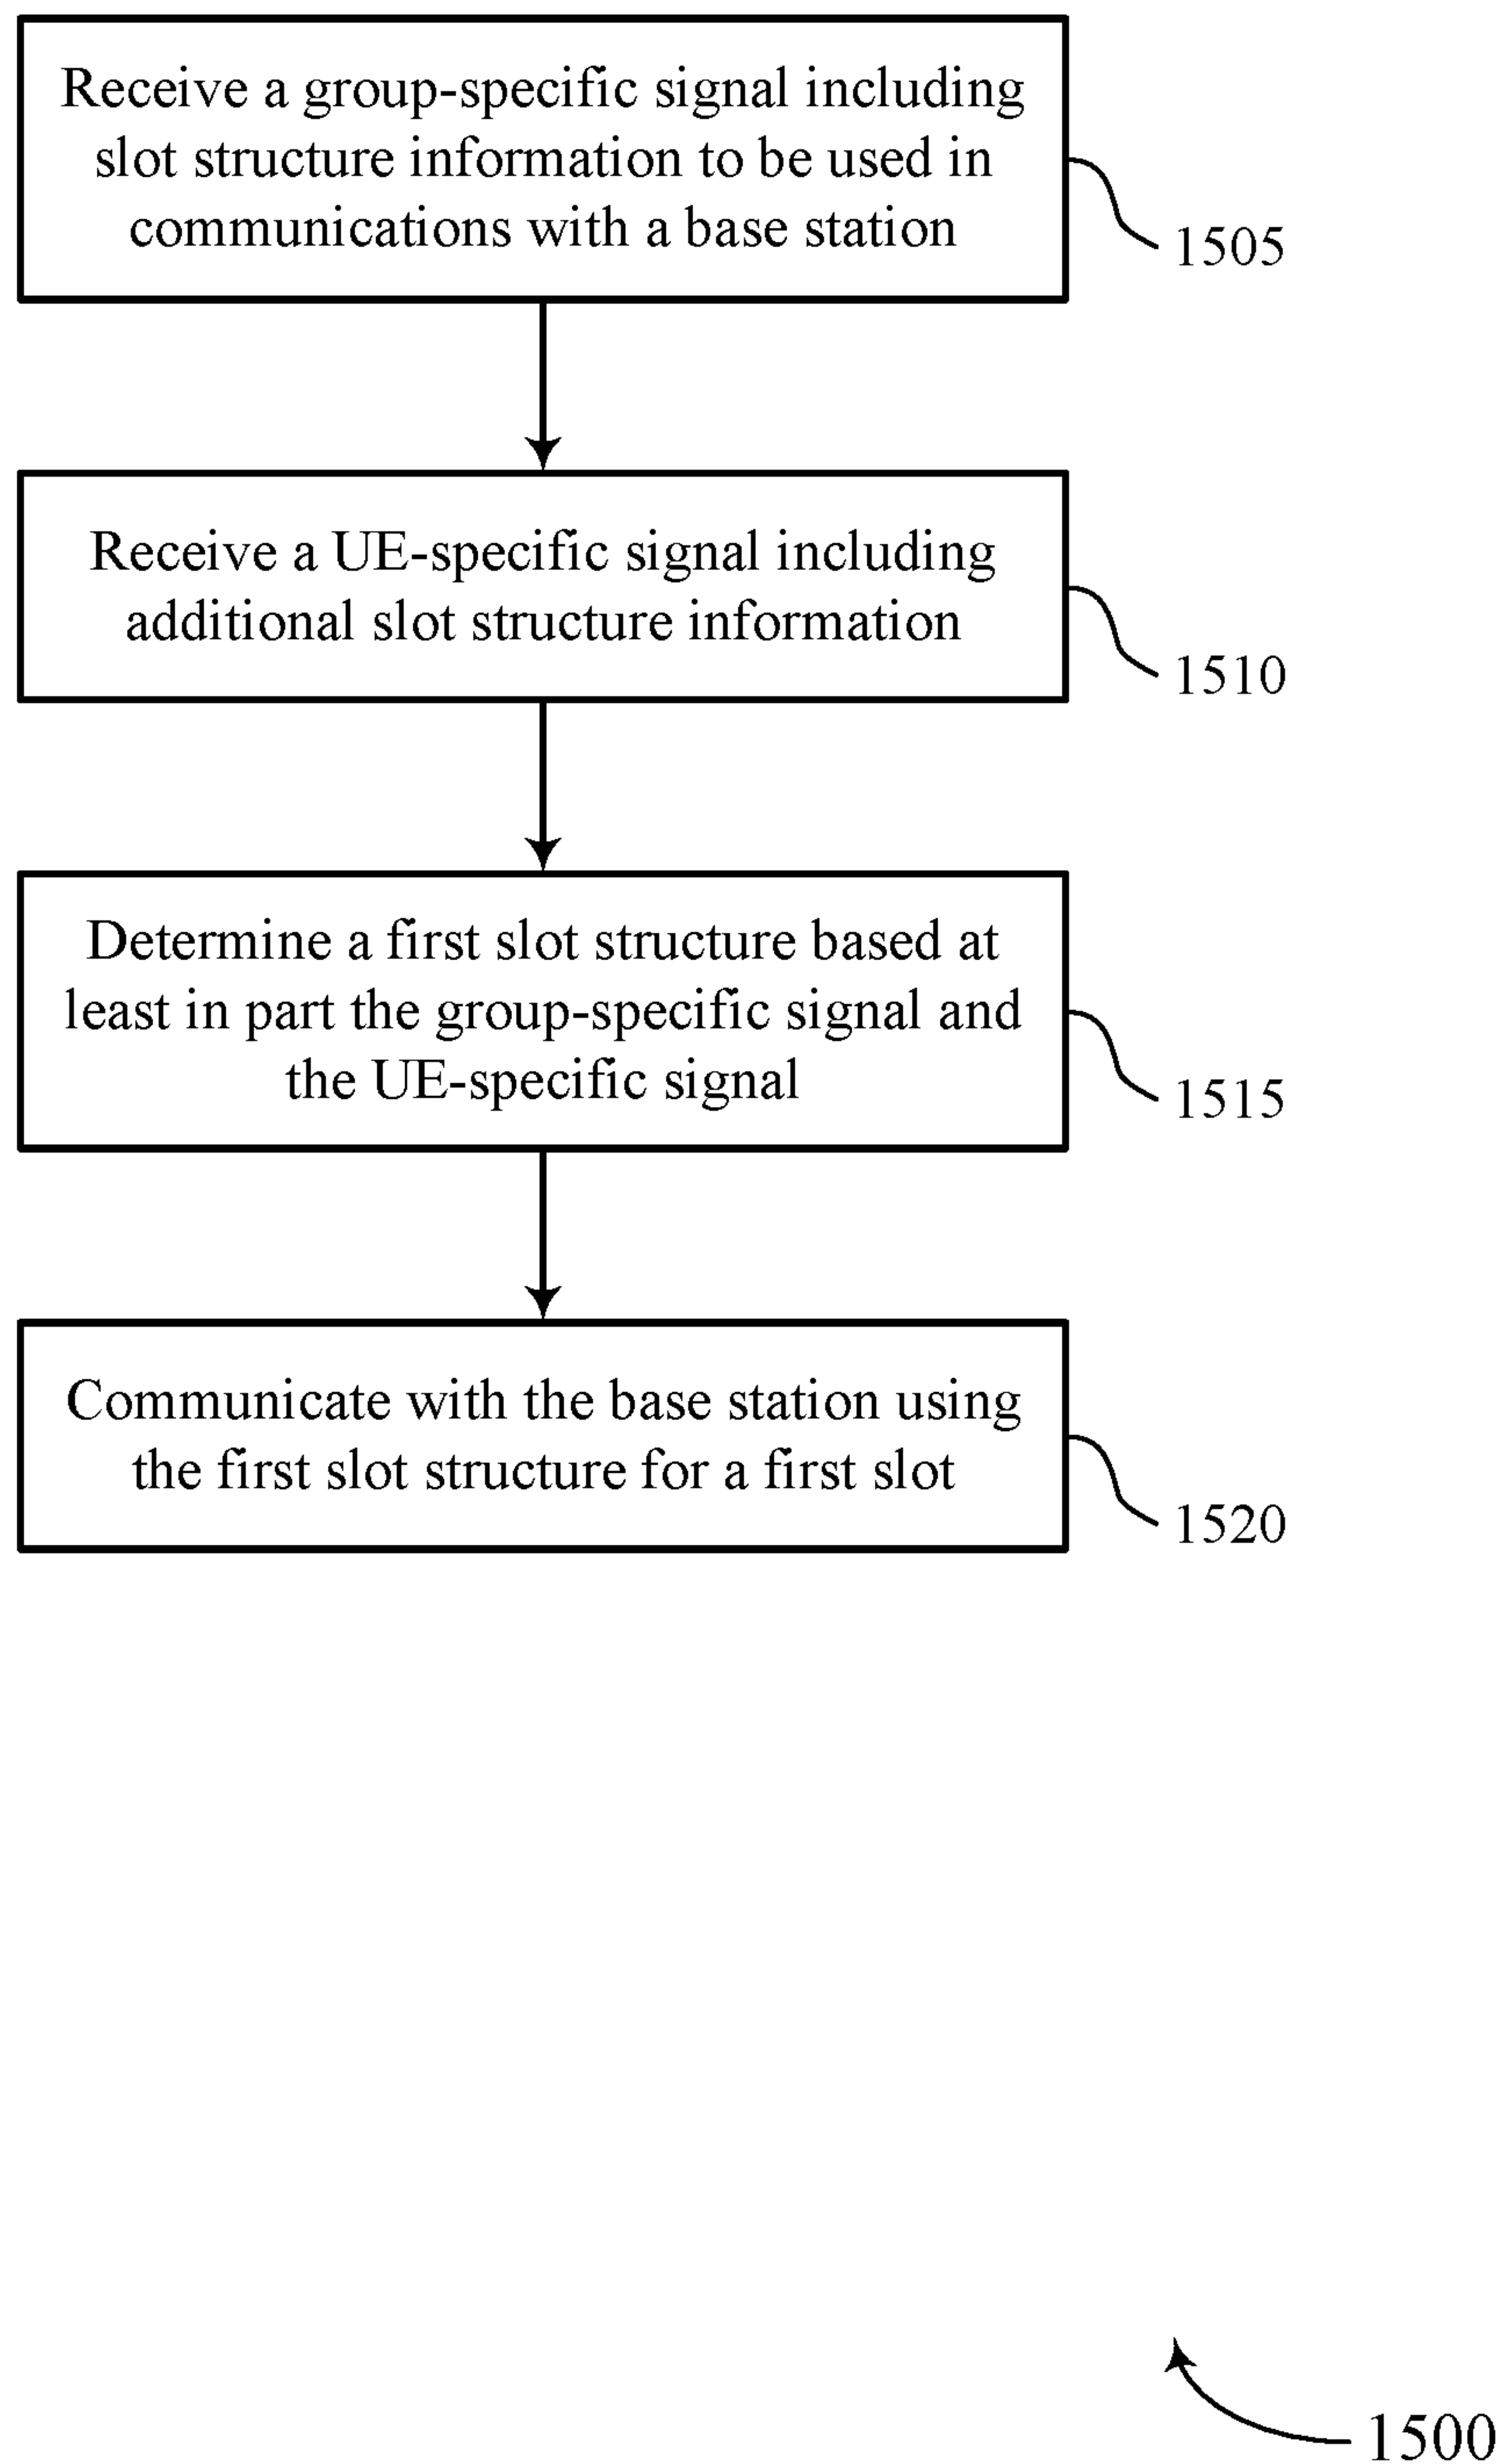 Receive a group-specific signal including
slot structure information to be used in
communications with a base station
1505
Receive a UE-specific signal including
additional slot structure information
1510
Determine a first slot structure based at
least in part the group-specific signal and
the UE-specific signal
1515
Communicate with the base station using
the first slot structure for a first slot
1520
1500